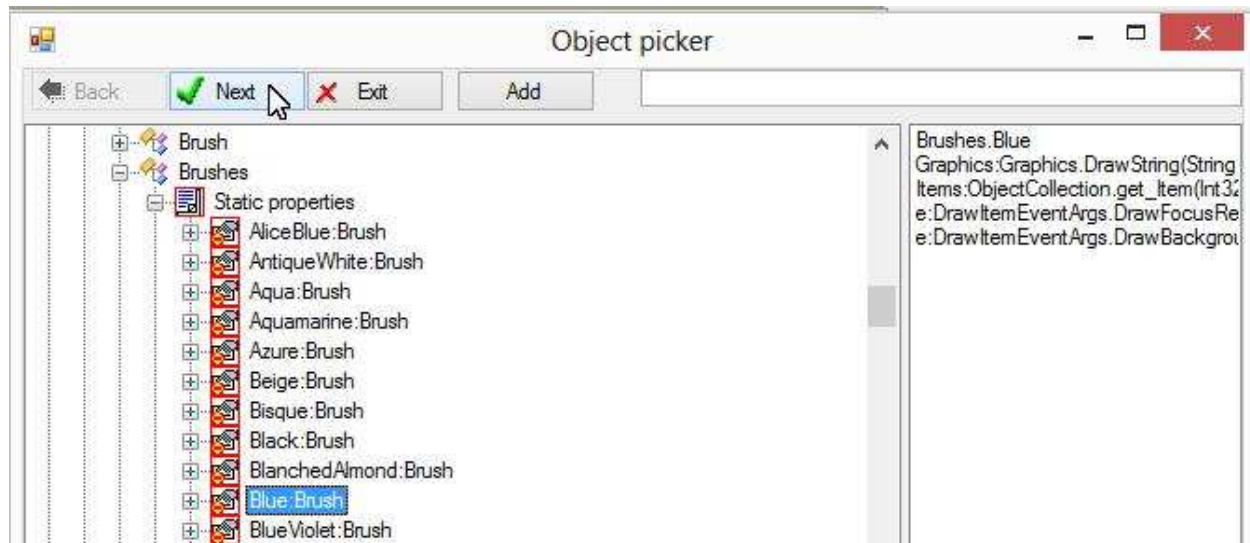 Object picker
Back Next Exit Add
Brush
Brushes
Static properties
AliceBlue:Brush
AntiqueWhite:Brush
Aqua:Brush
Aquamarine:Brush
Azure:Brush
Beige:Brush
Bisque:Brush
Black:Brush
BlanchedAlmond:Brush
Blue:Brush
BlueViolet:Brush
Brushes.Blue
Graphics:Graphics.DrawString(String
Items:ObjectCollection.get_Item(Int32
e:DrawItemEventArgs.DrawFocusRe
e:DrawItemEventArgs.DrawBackgrou